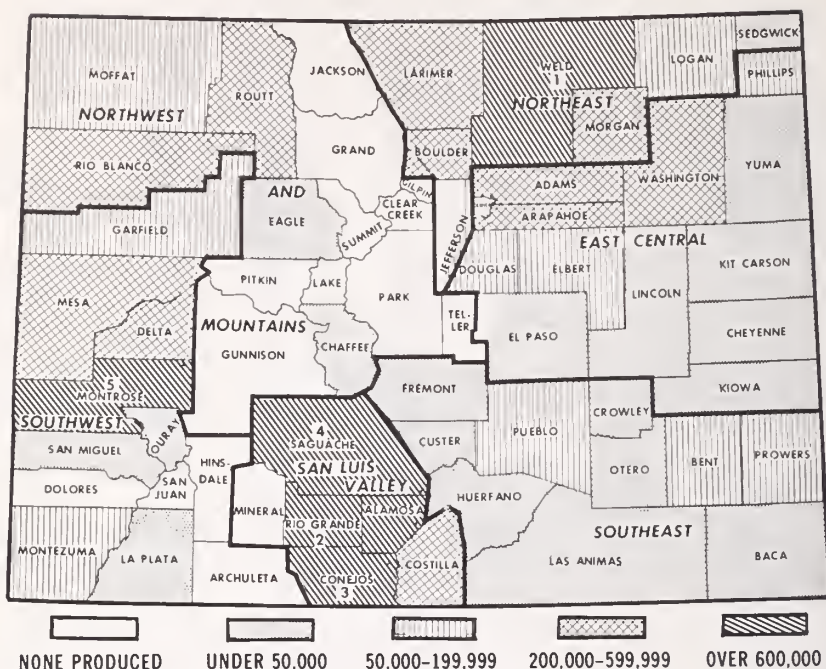 SEDGWICK
MOFFAT
JACKSON
LARIMER
WELD
1
LOGAN
PHILLIPS
NORTHWEST
ROUTT
NORTHEAST
MORGAN
GRAND
BOULDER
RIO BLANCO
WASHINGTON
YUMA
GILPIN
ADAMS
AND
CLEAR
CREEK
ARAPAHOE
EAGLE
SUMMIT
JEFFERSON
GARFIELD
EAST CENTRAL
DOUGLAS
ELBERT
KIT CARSON
PITKIN
LAKE
PARK
LINCOLN
MESA
DELTA
MOUNTAINS
TEL-
LER
EL PASO
CHEYENNE
GUNNISON
CHAFFEE
5
MONTROSE
FREMONT
KIOWA
SOUTHWEST
OURAY
4
SAGUACHE
CROWLEY
SAN MIGUEL
CUSTER
PUEBLO
SAN LUIS
VALLEY
BENT
PROWERS
OTERO
DOLORES
SAN
JUAN
HINS-
DALE
MINERAL
RIO GRANDE
2
ALAMOSA
HUERFANO
SOUTHEAST
MONTEZUMA
LA PLATA
ARCHULETA
CONEJOS
3
COSTILLA
LAS ANIMAS
BACA
NONE PRODUCED
UNDER 50,000
50,000–199,999
200,000–599,999
OVER 600,000